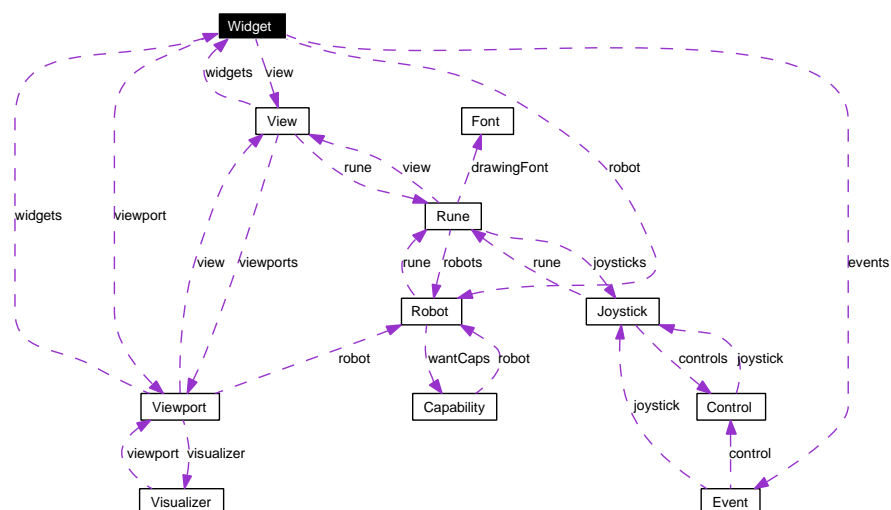 Widget
widgets
view
View
Font
rune
view
drawingFont
robot
widgets
viewport
Rune
view
viewports
rune
robots
rune
joysticks
events
Robot
Joystick
robot
wantCaps
robot
controls
joystick
Viewport
Capability
joystick
Control
viewport
visualizer
control
Visualizer
Event